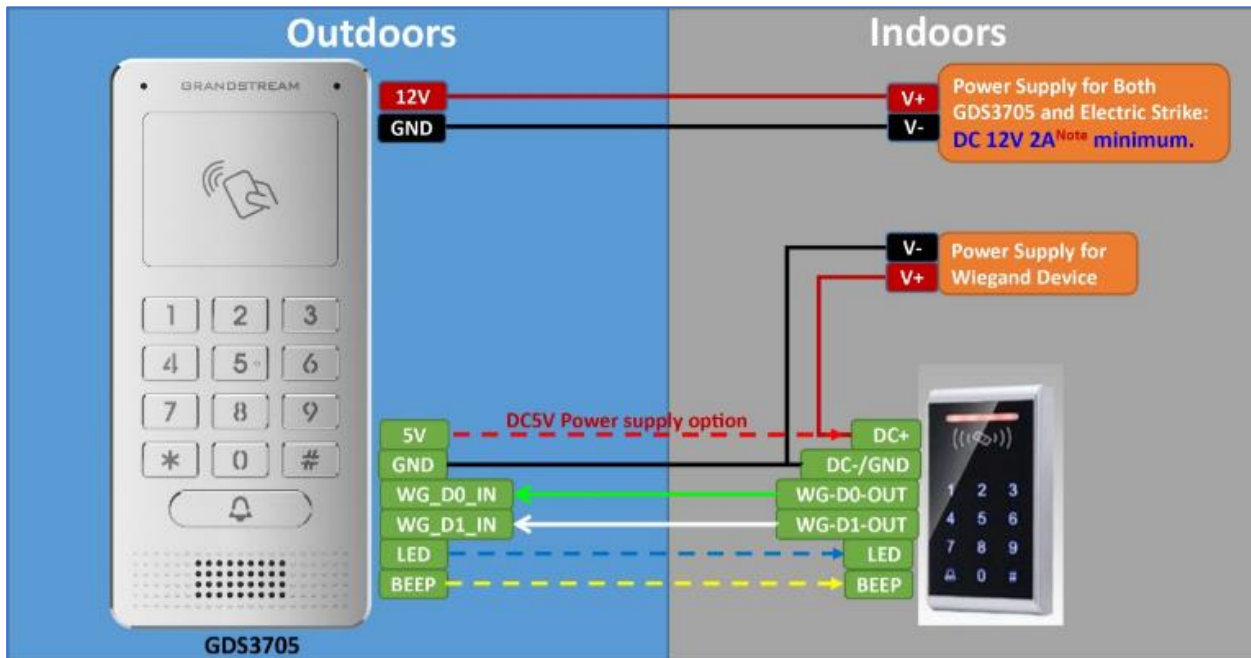 Outdoors
Indoors
GRANDSTREAM
12V
GND
V+
V-
Power Supply for Both
GDS3705 and Electric Strike:
DC 12V 2A Note minimum.
V-
V+
Power Supply for
Wiegand Device
1 2 3
4 5 6
7 8 9
* 0 #
DC5V Power supply option
5V
GND
WG_D0_IN
WG_D1_IN
LED
BEEP
DC+
DC-/GND
WG-D0-OUT
WG-D1-OUT
LED
BEEP
1 2 3
4 5 6
7 8 9
0 #
GDS3705